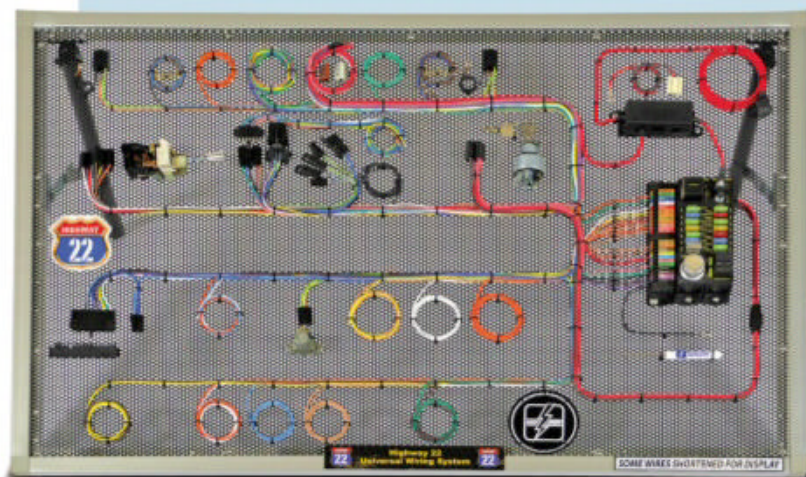 HIGHWAY
22
22
Highway 22
Universal Wiring System
22
SOME WIRES SHORTENED FOR DISPLAY